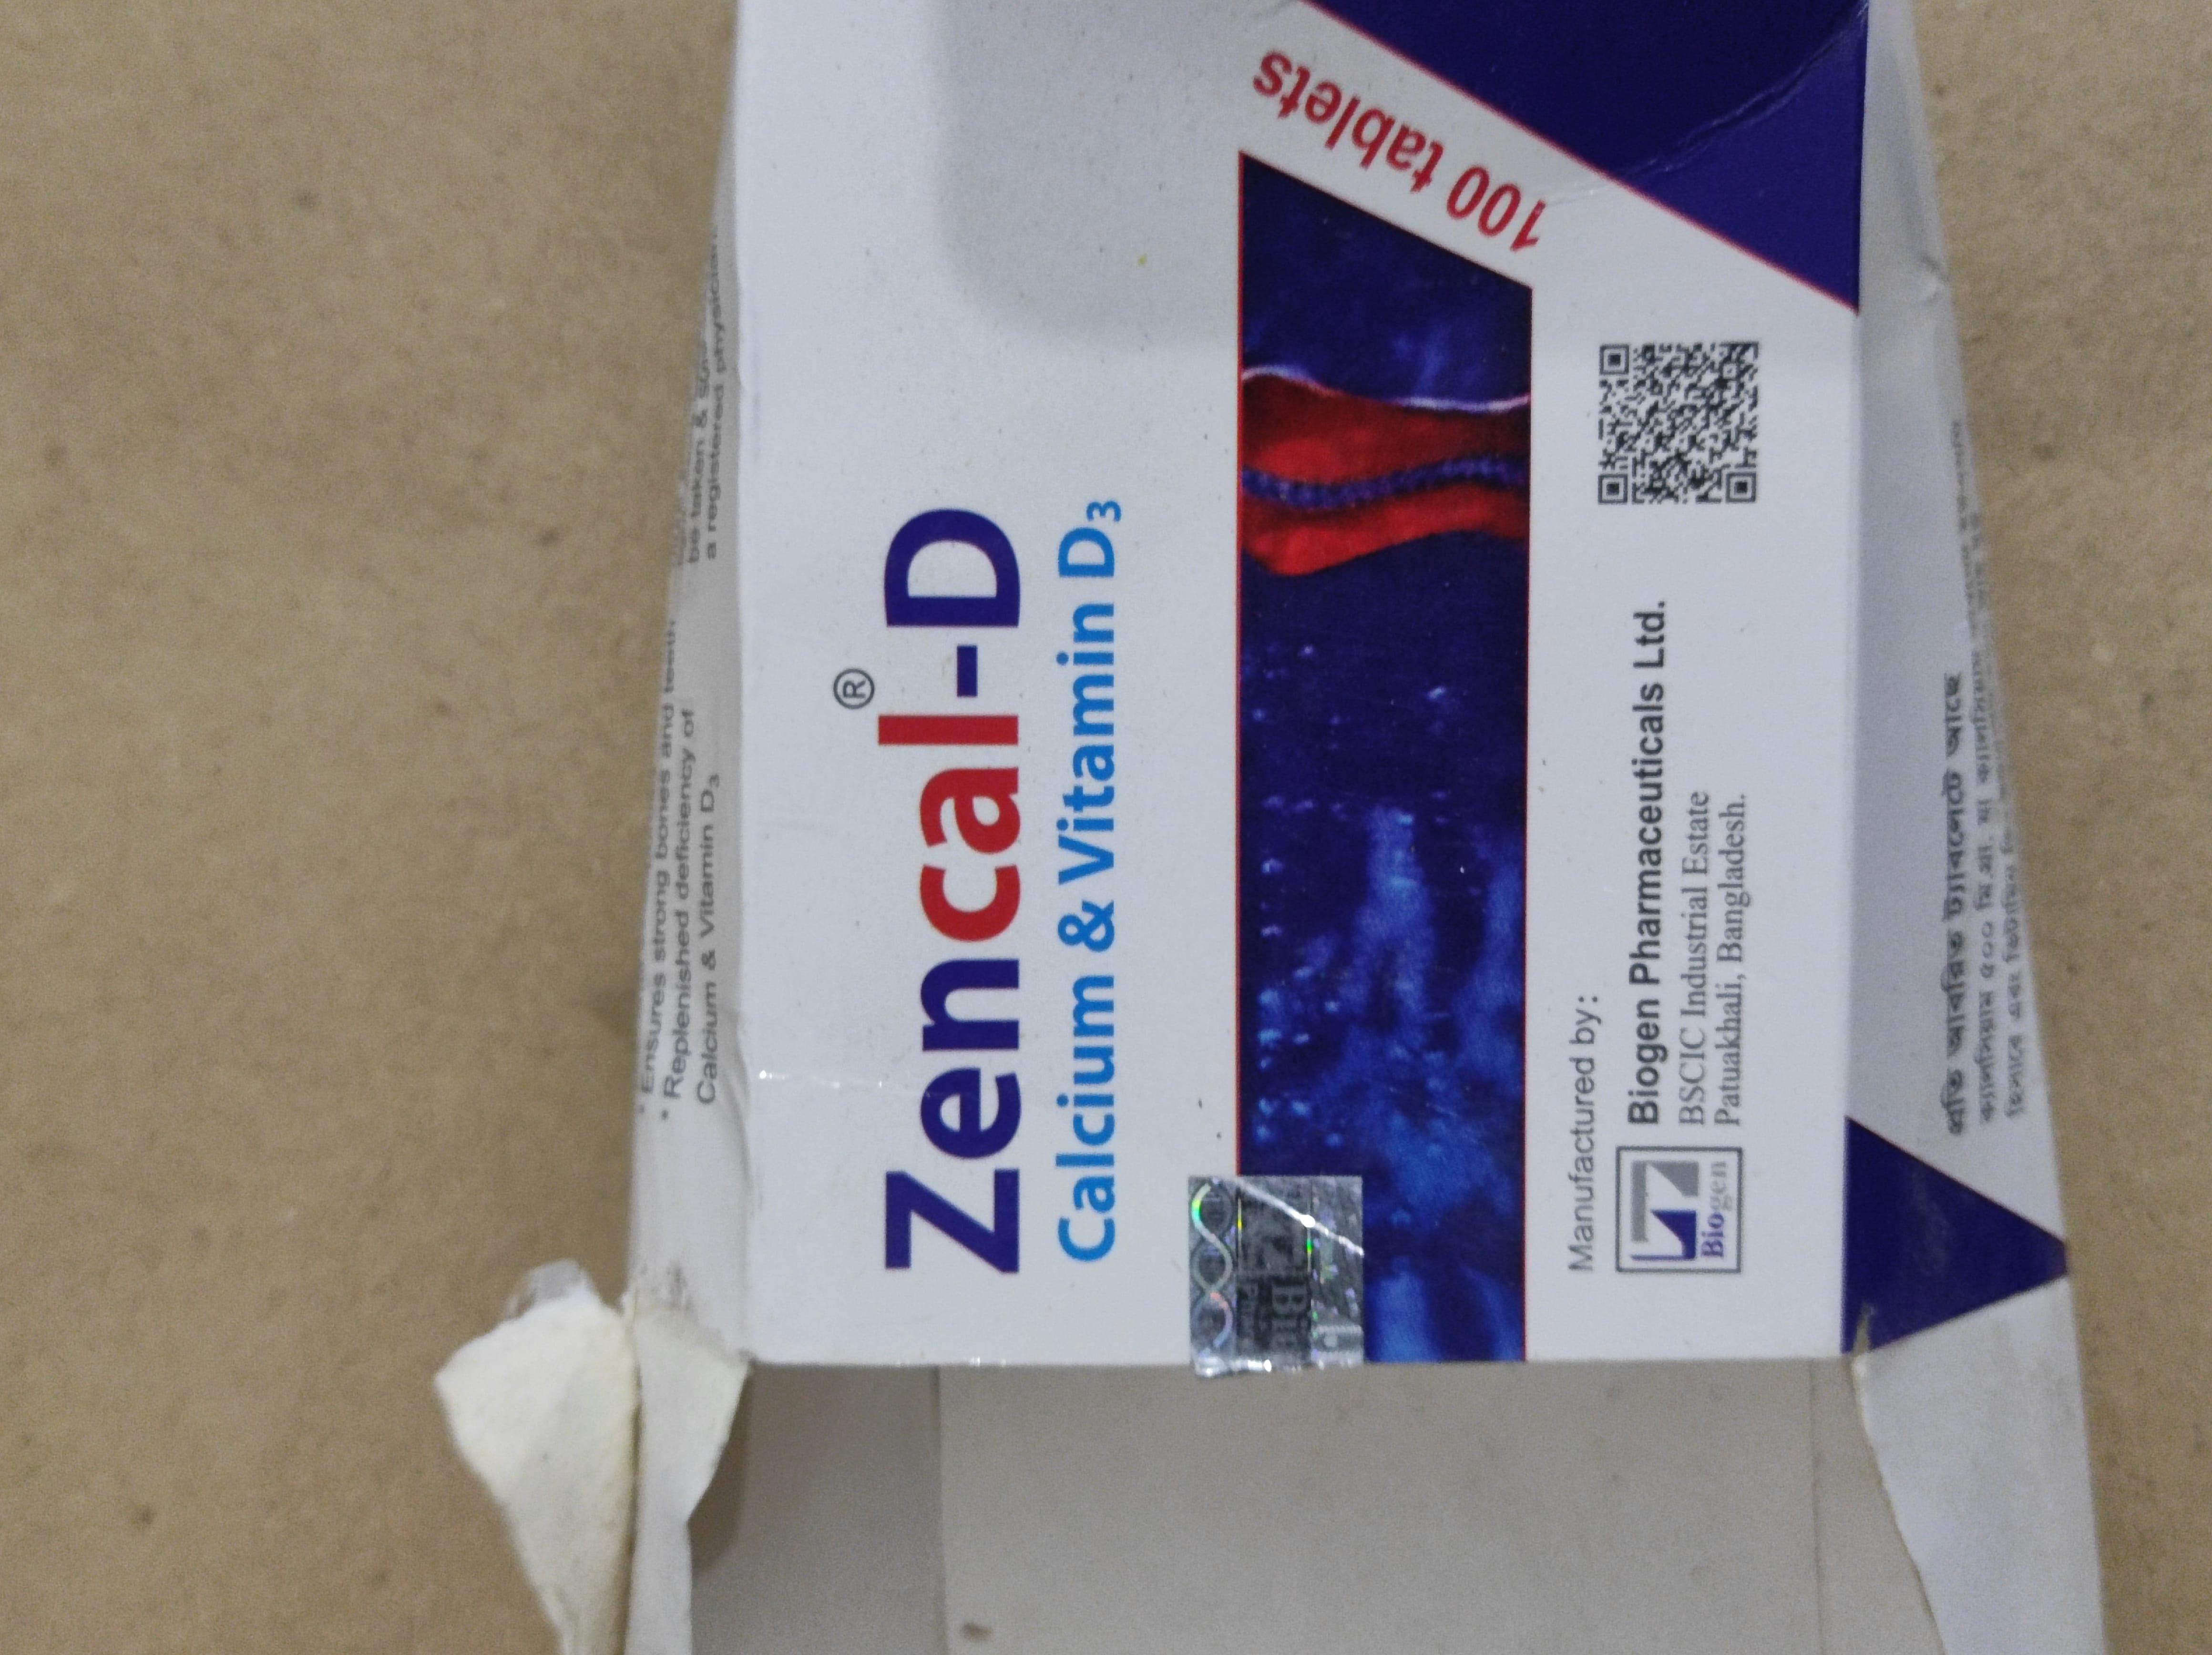 * Ensures strong bones and teeth.
* Replenished deficiency of
Calcium & Vitamin D3
be taken &
a registered physician.
Zencal®-D
Calcium & Vitamin D3
100 tablets
Manufactured by:
Biogen
Biogen Pharmaceuticals Ltd.
BSCIC Industrial Estate
Patuakhali, Bangladesh.
প্রতি আবরিত ট্যাবলেটে আছে
ক্যালসিয়াম ৫০০ মি.গ্রা. যা ক্যালসিয়াম
হিসাবে এবং ভিটামিন